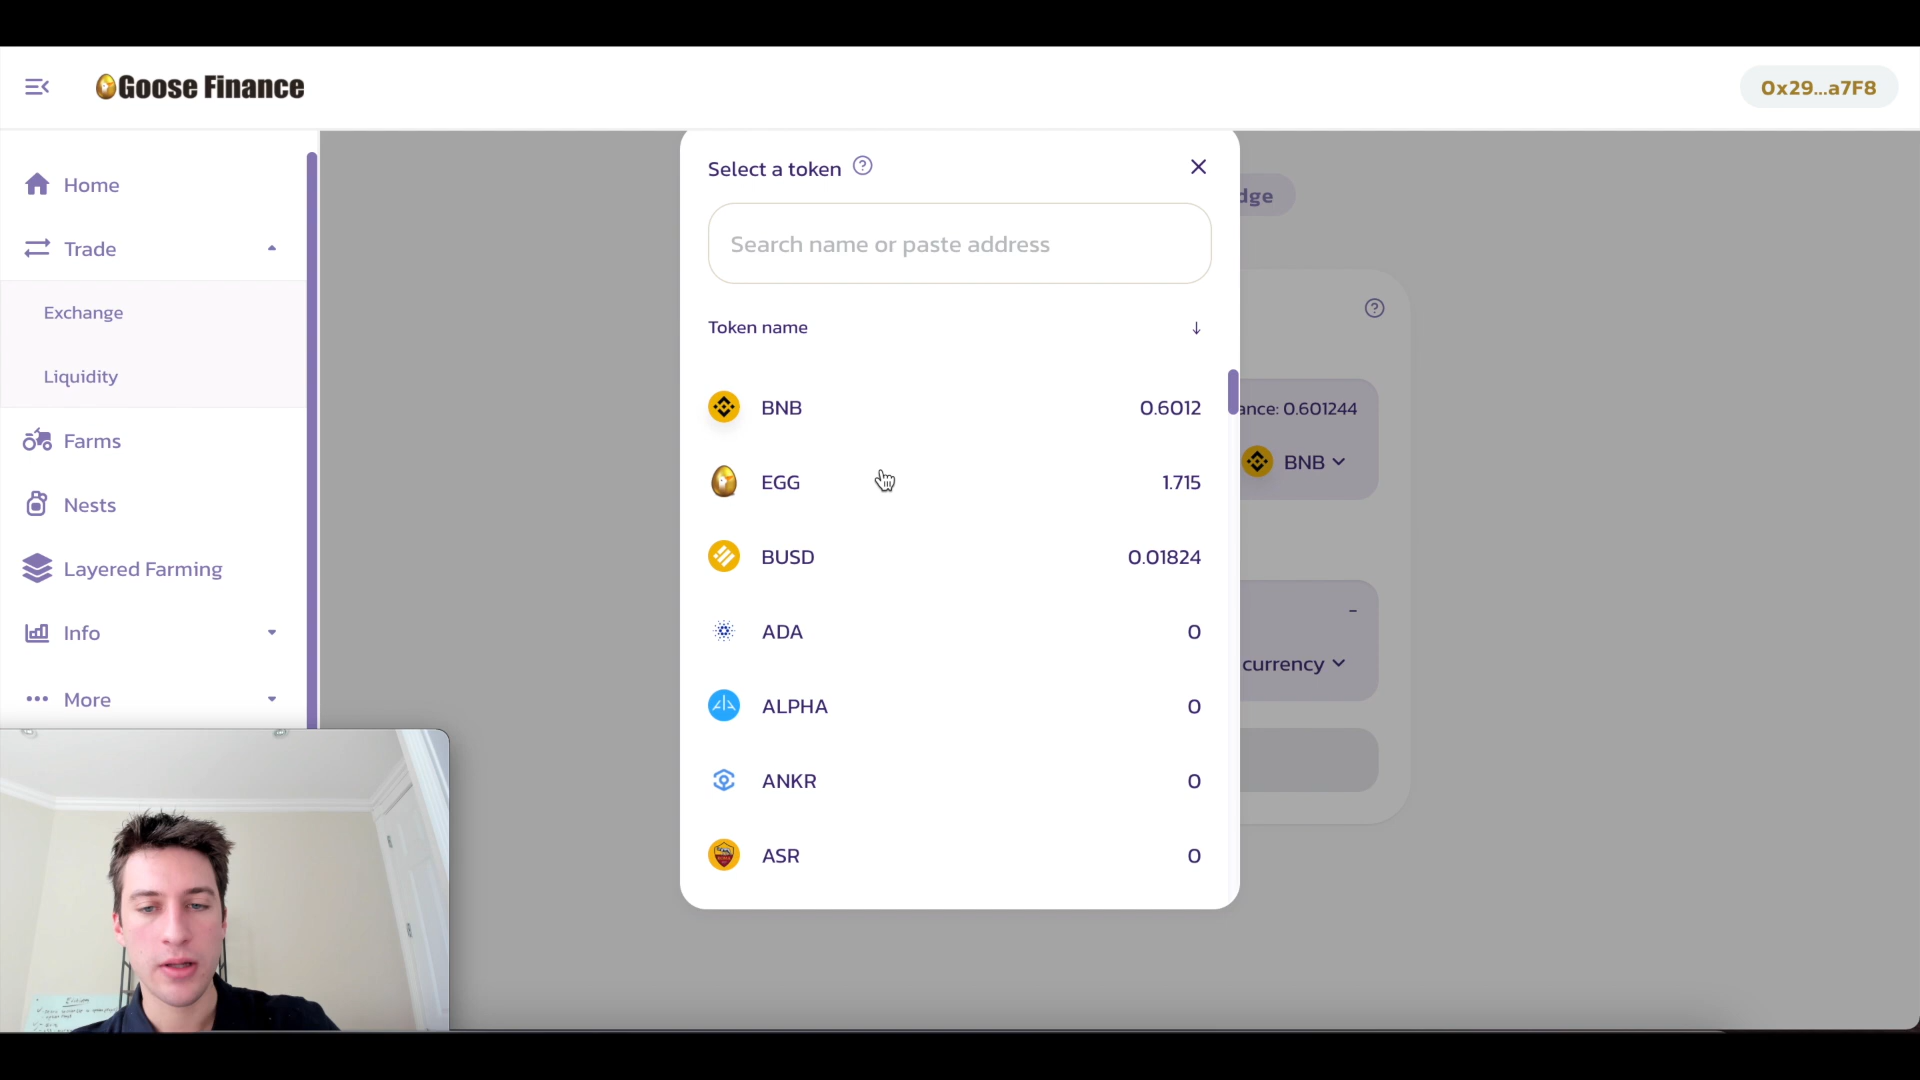 Goose Finance
0x29...a7F8
Home
Trade
Exchange
Liquidity
Farms
Nests
Layered Farming
Info
More
Select a token
Search name or paste address
Token name
BNB 0.6012
EGG 1.715
BUSD 0.01824
ADA 0
ALPHA 0
ANKR 0
ASR 0
dge
ance: 0.601244
BNB
-
currency